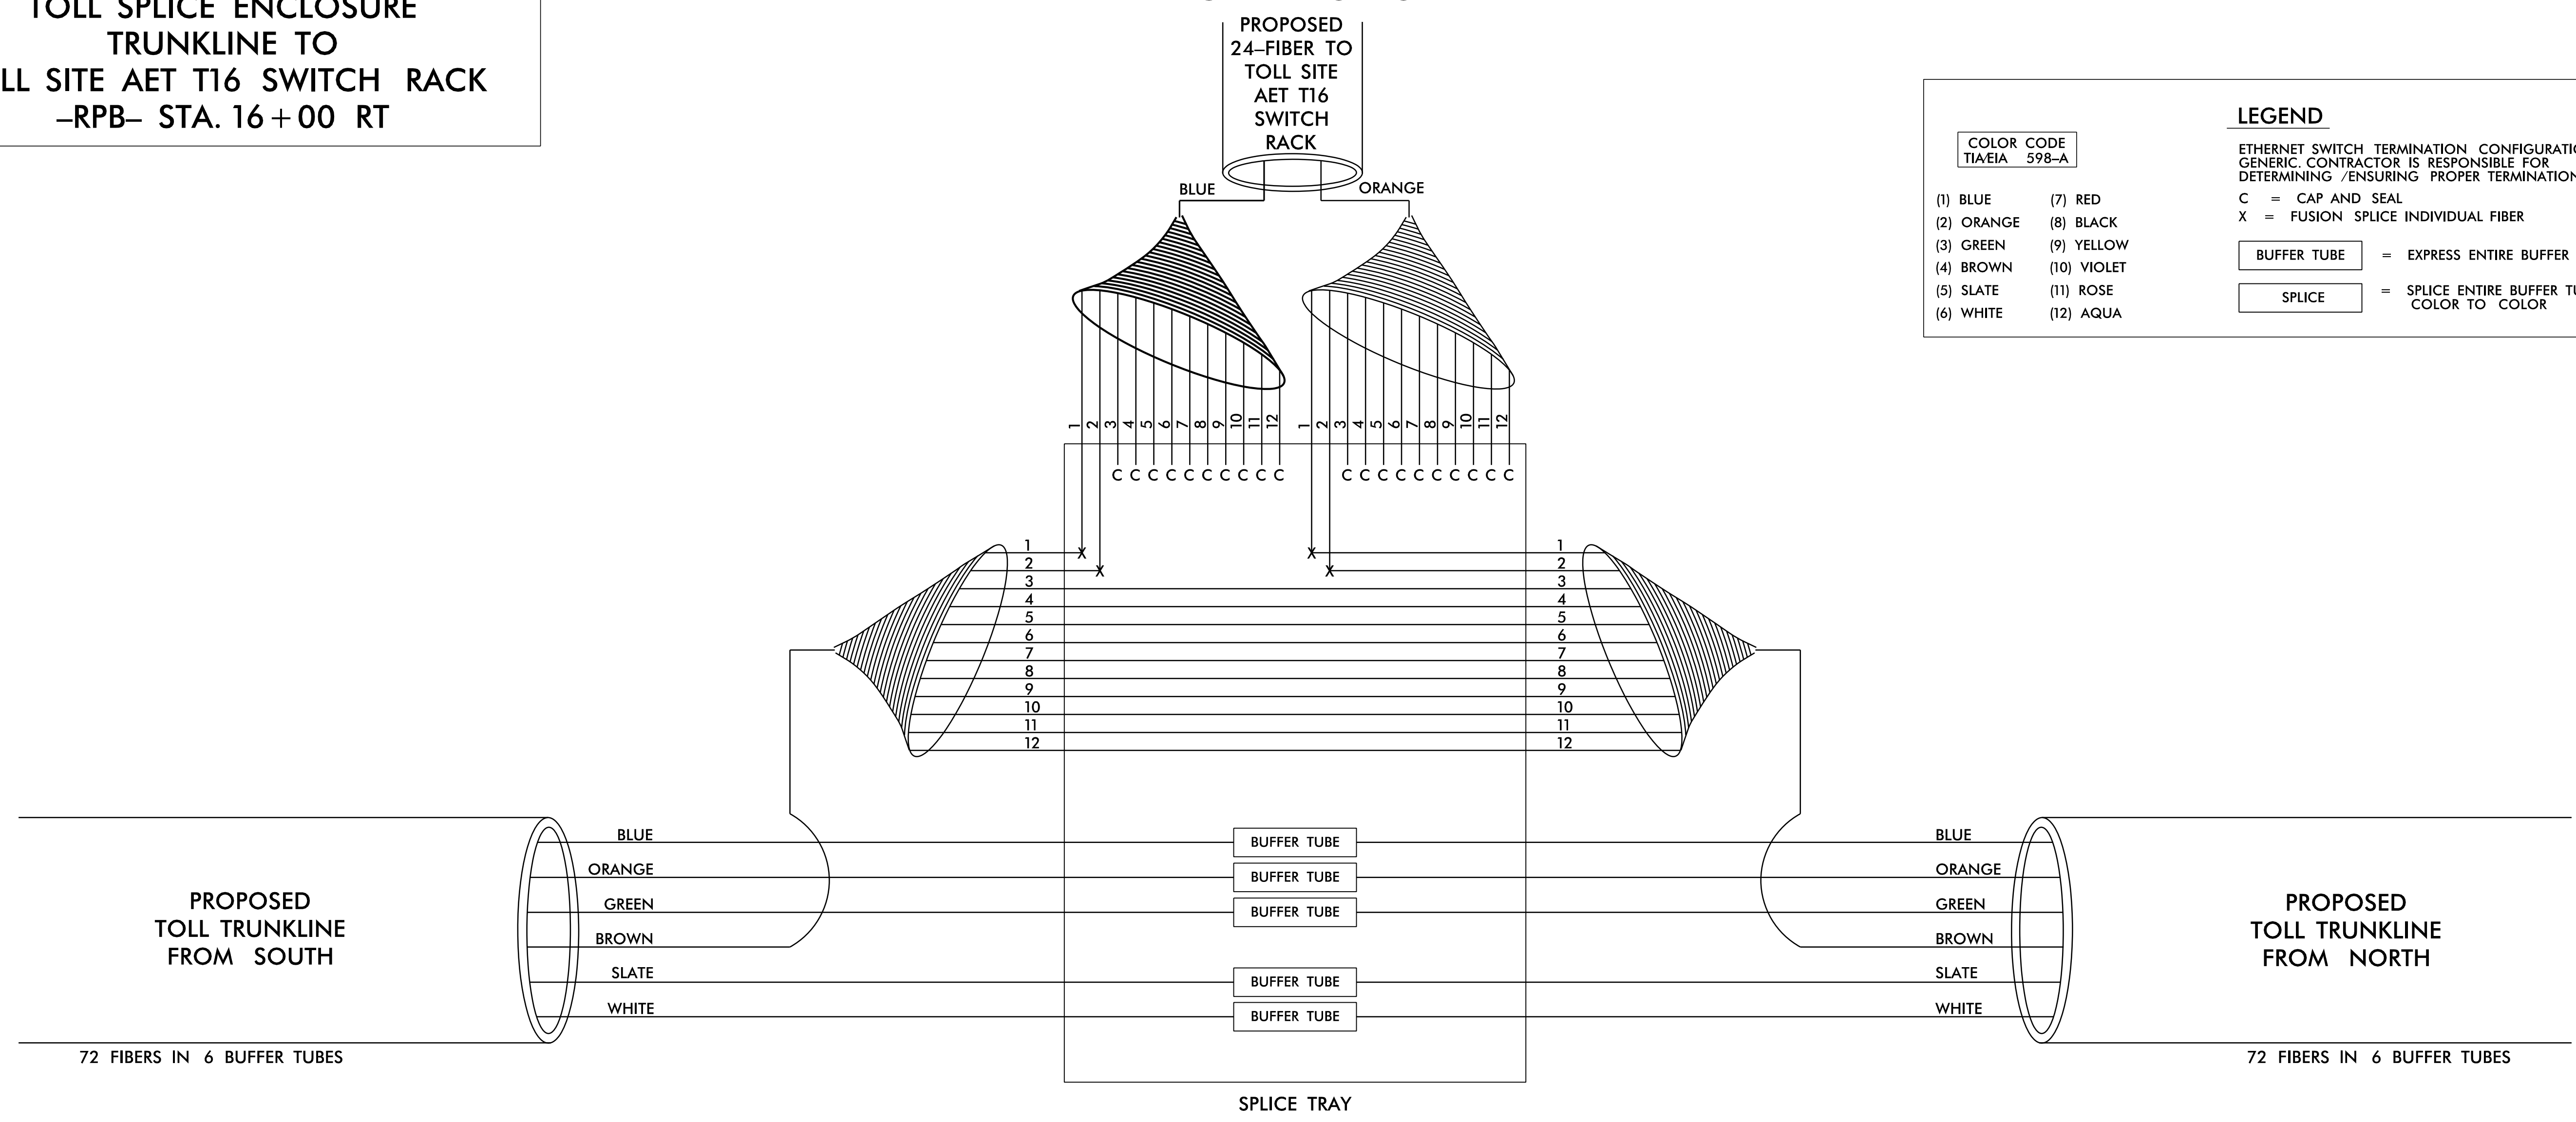 TOLL SPLICE ENCLOSURE
TRUNKLINE TO
LL SITE AET T16 SWITCH RACK
–RPB– STA. 16+00 RT
PROPOSED
24–FIBER TO
TOLL SITE
AET T16
SWITCH
RACK
BLUE
ORANGE
LEGEND
COLOR CODE
TIA/EIA 598–A
(1) BLUE
(2) ORANGE
(3) GREEN
(4) BROWN
(5) SLATE
(6) WHITE
(7) RED
(8) BLACK
(9) YELLOW
(10) VIOLET
(11) ROSE
(12) AQUA
ETHERNET SWITCH TERMINATION CONFIGURATIO
GENERIC. CONTRACTOR IS RESPONSIBLE FOR
DETERMINING /ENSURING PROPER TERMINATION
C = CAP AND SEAL
X = FUSION SPLICE INDIVIDUAL FIBER
BUFFER TUBE = EXPRESS ENTIRE BUFFER
SPLICE = SPLICE ENTIRE BUFFER TU
COLOR TO COLOR
1 2 3 4 5 6 7 8 9 10 11 12
1 2 3 4 5 6 7 8 9 10 11 12
C C C C C C C C C C
C C C C C C C C C C
X X
X X
1
2
3
4
5
6
7
8
9
10
11
12
1
2
3
4
5
6
7
8
9
10
11
12
PROPOSED
TOLL TRUNKLINE
FROM SOUTH
72 FIBERS IN 6 BUFFER TUBES
BLUE
ORANGE
GREEN
BROWN
SLATE
WHITE
BUFFER TUBE
BUFFER TUBE
BUFFER TUBE
BUFFER TUBE
BUFFER TUBE
BLUE
ORANGE
GREEN
BROWN
SLATE
WHITE
PROPOSED
TOLL TRUNKLINE
FROM NORTH
72 FIBERS IN 6 BUFFER TUBES
SPLICE TRAY